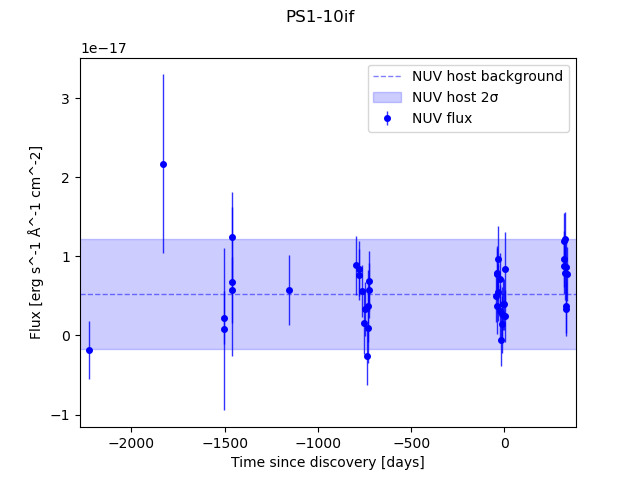 PS1-10if
1e−17
NUV host background
NUV host 2σ
NUV flux
Flux [erg s^-1 Å^-1 cm^-2]
3
2
1
0
−1
−2000
−1500
−1000
−500
0
Time since discovery [days]